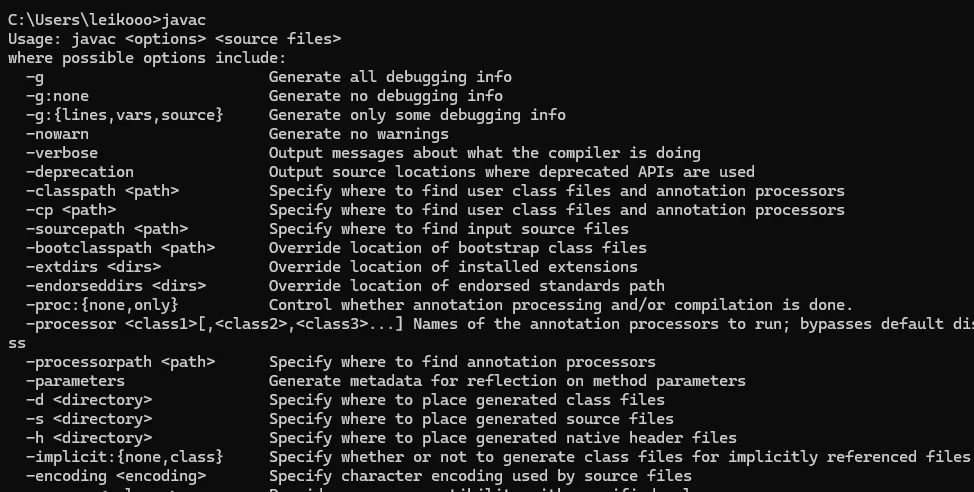 C:\Users\leikooo>javac
Usage: javac <options> <source files>
where possible options include:
  -g                         Generate all debugging info
  -g:none                    Generate no debugging info
  -g:{lines,vars,source}     Generate only some debugging info
  -nowarn                    Generate no warnings
  -verbose                   Output messages about what the compiler is doing
  -deprecation               Output source locations where deprecated APIs are used
  -classpath <path>          Specify where to find user class files and annotation processors
  -cp <path>                 Specify where to find user class files and annotation processors
  -sourcepath <path>         Specify where to find input source files
  -bootclasspath <path>      Override location of bootstrap class files
  -extdirs <dirs>            Override location of installed extensions
  -endorseddirs <dirs>       Override location of endorsed standards path
  -proc:{none,only}          Control whether annotation processing and/or compilation is done.
  -processor <class1>[,<class2>,<class3>...] Names of the annotation processors to run; bypasses default dis
ss
  -processorpath <path>      Specify where to find annotation processors
  -parameters                Generate metadata for reflection on method parameters
  -d <directory>             Specify where to place generated class files
  -s <directory>             Specify where to place generated source files
  -h <directory>             Specify where to place generated native header files
  -implicit:{none,class}     Specify whether or not to generate class files for implicitly referenced files
  -encoding <encoding>       Specify character encoding used by source files